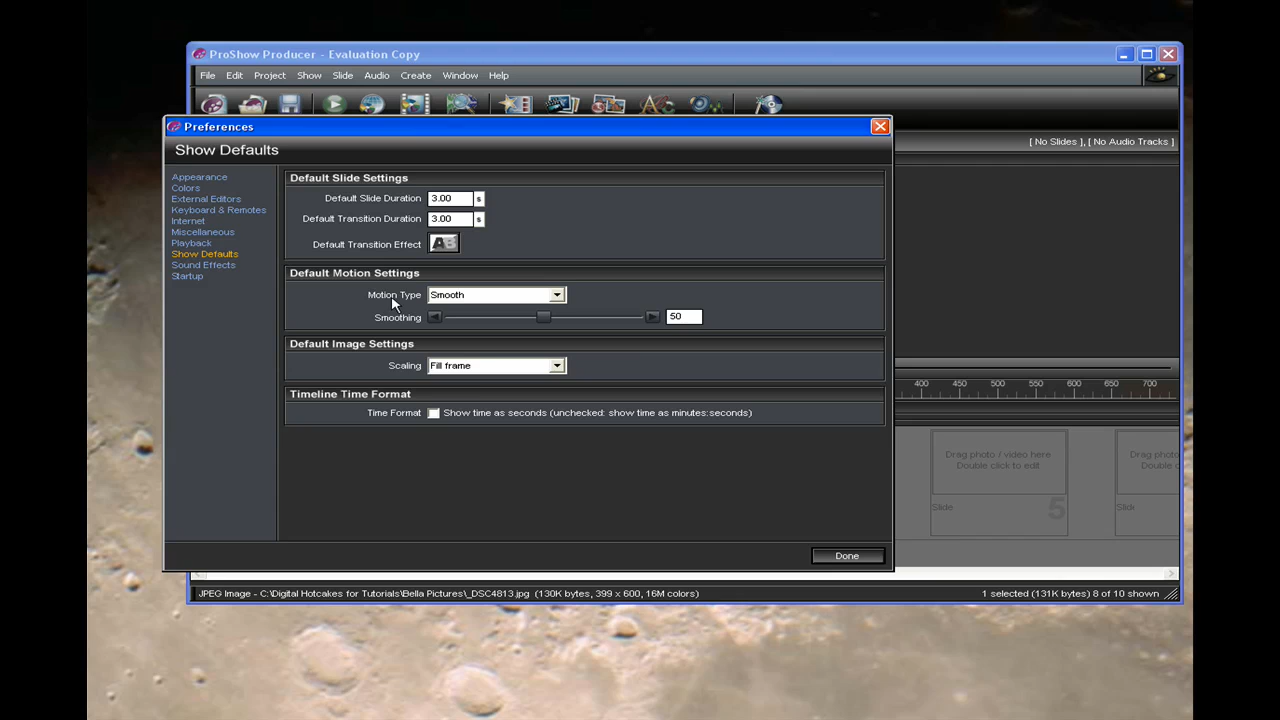 ProShow Producer - Evaluation Copy
File Edit Project Show Slide Audio Create Window Help
[ No Slides ], [ No Audio Tracks ]
Preferences
Show Defaults
Appearance
Colors
External Editors
Keyboard & Remotes
Internet
Miscellaneous
Playback
Show Defaults
Sound Effects
Startup
Default Slide Settings
Default Slide Duration 3.00 s
Default Transition Duration 3.00 s
Default Transition Effect AB
Default Motion Settings
Motion Type Smooth
Smoothing 50
Default Image Settings
Scaling Fill frame
Timeline Time Format
Time Format Show time as seconds (unchecked: show time as minutes:seconds)
Done
400 450 500 550 600 650 700
Drag photo / video here
Double click to edit
Slide 5
Drag pho
Double c
Slide
JPEG Image - C:\Digital Hotcakes for Tutorials\Bella Pictures\_DSC4813.jpg (130K bytes, 399 x 600, 16M colors)
1 selected (131K bytes) 8 of 10 shown